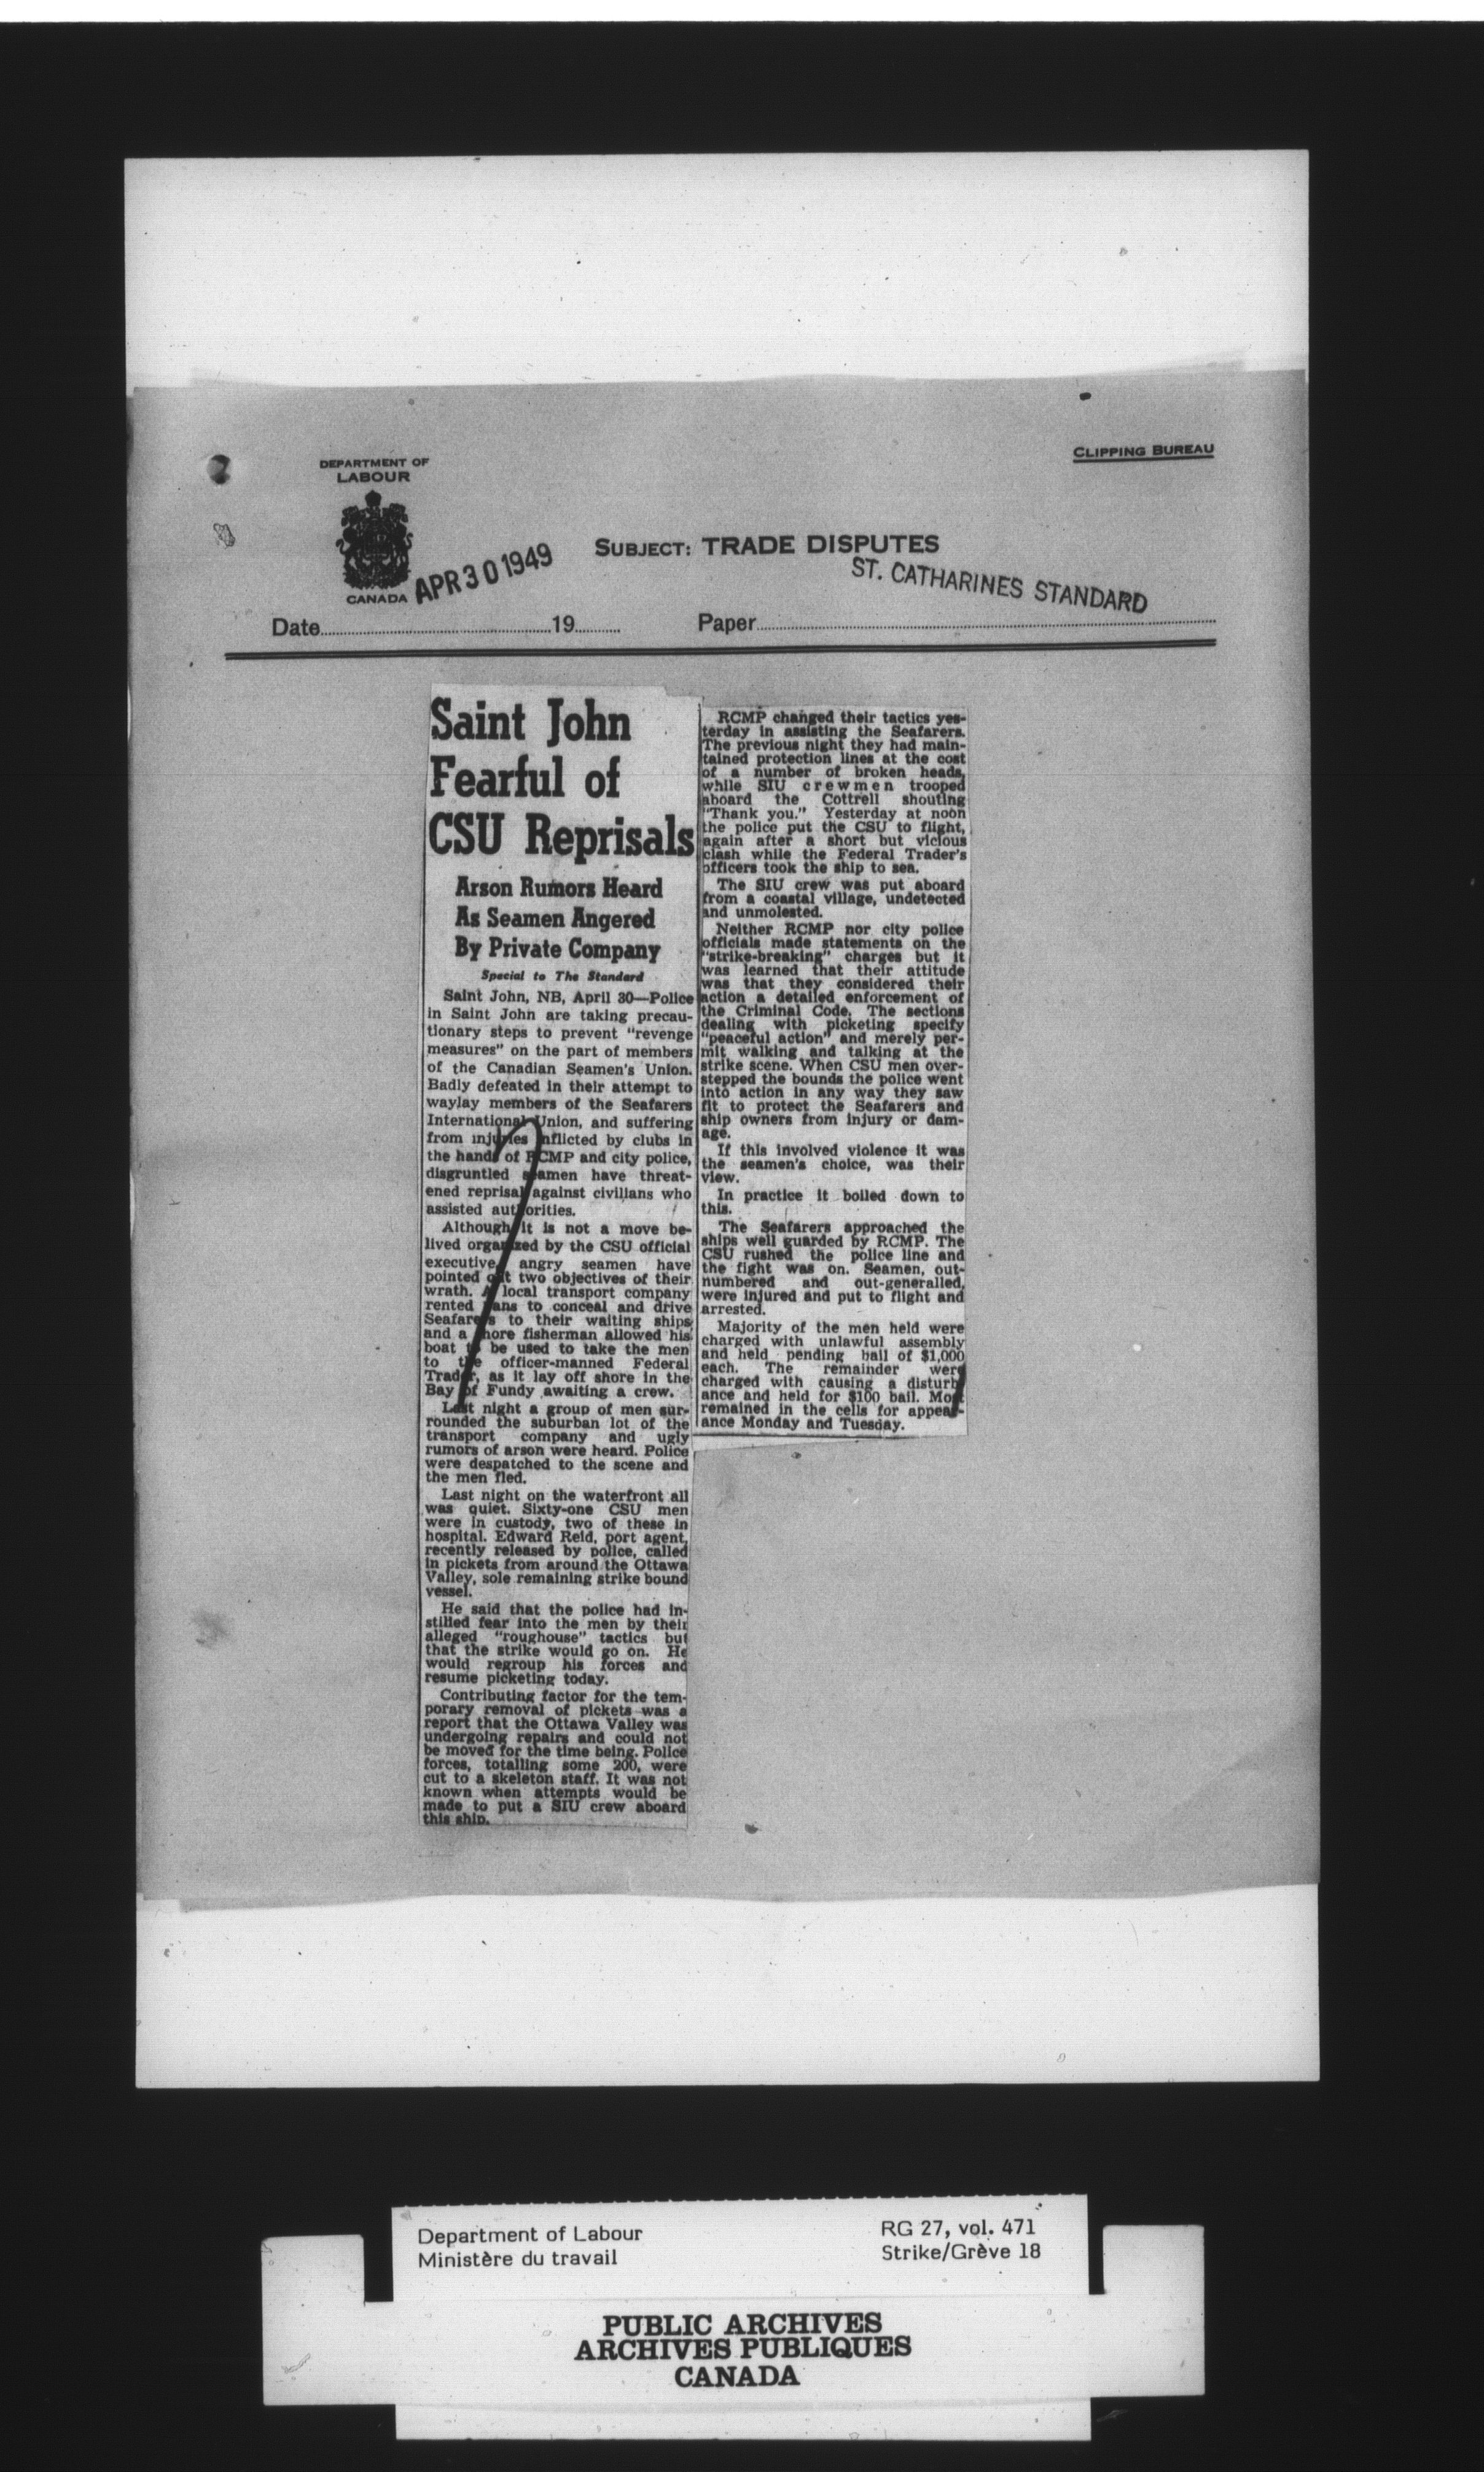 DEPARTMENT OF
LABOUR
CANADA
CLIPPING BUREAU
SUBJECT: TRADE DISPUTES
APR 30 1949
ST. CATHARINES STANDARD
Date 19
Paper
Saint John
Fearful of
CSU Reprisals
Arson Rumors Heard
As Seamen Angered
By Private Company
Special to The Standard
Saint John, NB, April 30—Police
in Saint John are taking precau-
tionary steps to prevent "revenge
measures" on the part of members
of the Canadian Seamen's Union.
Badly defeated in their attempt to
waylay members of the Seafarers
International Union, and suffering
from injuries inflicted by clubs in
the hands of RCMP and city police,
disgruntled seamen have threat-
ened reprisal against civilians who
assisted authorities.
Although it is not a move be-
lived organized by the CSU official
executive, angry seamen have
pointed out two objectives of their
wrath. A local transport company
rented vans to conceal and drive
Seafarers to their waiting ships
and a shore fisherman allowed his
boat to be used to take the men
to the officer-manned Federal
Trader, as it lay off shore in the
Bay of Fundy awaiting a crew.
Last night a group of men sur-
rounded the suburban lot of the
transport company and ugly
rumors of arson were heard. Police
were despatched to the scene and
the men fled.
Last night on the waterfront all
was quiet. Sixty-one CSU men
were in custody, two of these in
hospital. Edward Reid, port agent,
recently released by police, called
in pickets from around the Ottawa
Valley, sole remaining strike bound
vessel.
He said that the police had in-
stilled fear into the men by their
alleged "roughouse" tactics but
that the strike would go on. He
would regroup his forces and
resume picketing today.
Contributing factor for the tem-
porary removal of pickets was a
report that the Ottawa Valley was
undergoing repairs and could not
be moved for the time being. Police
forces, totalling some 200, were
cut to a skeleton staff. It was not
known when attempts would be
made to put a SIU crew aboard
this ship.
RCMP changed their tactics yes-
terday in assisting the Seafarers.
The previous night they had main-
tained protection lines at the cost
of a number of broken heads,
while SIU crewmen trooped
aboard the Cottrell shouting
"Thank you." Yesterday at noon
the police put the CSU to flight,
again after a short but vicious
clash while the Federal Trader's
officers took the ship to sea.
The SIU crew was put aboard
from a coastal village, undetected
and unmolested.
Neither RCMP nor city police
officials made statements on the
"strike-breaking" charges but it
was learned that their attitude
was that they considered their
action a detailed enforcement of
the Criminal Code. The sections
dealing with picketing specify
"peaceful action" and merely per-
mit walking and talking at the
strike scene. When CSU men over-
stepped the bounds the police went
into action in any way they saw
fit to protect the Seafarers and
ship owners from injury or dam-
age.
If this involved violence it was
the seamen's choice, was their
view.
In practice it boiled down to
this.
The Seafarers approached the
ships well guarded by RCMP. The
CSU rushed the police line and
the fight was on. Seamen, out-
numbered and out-generalled,
were injured and put to flight and
arrested.
Majority of the men held were
charged with unlawful assembly
and held pending bail of $1,000
each. The remainder were
charged with causing a disturb-
ance and held for $100 bail. Most
remained in the cells for appear-
ance Monday and Tuesday.
Department of Labour
Ministère du travail
RG 27, vol. 471
Strike/Grève 18
PUBLIC ARCHIVES
ARCHIVES PUBLIQUES
CANADA